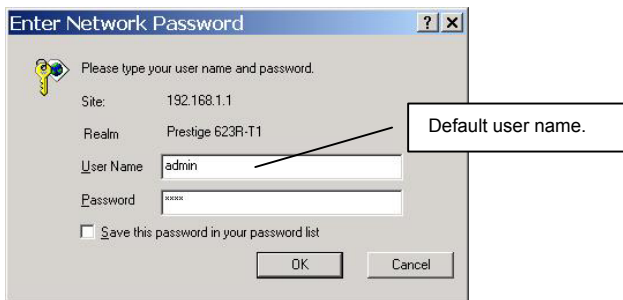 Enter Network Password
? X
Please type your user name and password.
Site: 192.168.1.1
Realm Prestige 623R-T1
Default user name.
User Name admin
Password xxxx
Save this password in your password list
OK Cancel